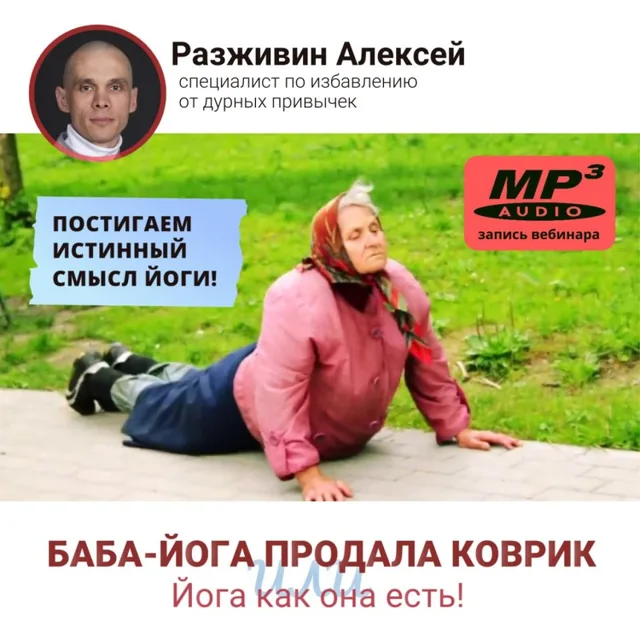 Разживин Алексей
специалист по избавлению
от дурных привычек
MP3
AUDIO
запись вебинара
ПОСТИГАЕМ
ИСТИННЫЙ
СМЫСЛ ЙОГИ!
БАБА-ЙОГА ПРОДАЛА КОВРИК
или
Йога как она есть!